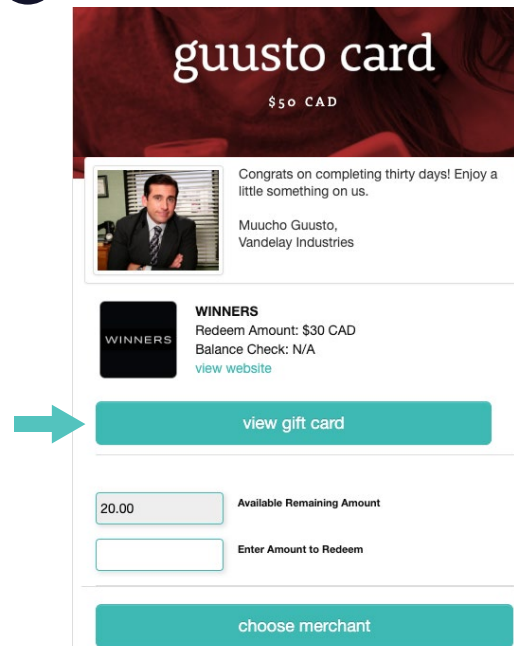 guusto card
$50 CAD
Congrats on completing thirty days! Enjoy a
little something on us.
Muucho Guusto,
Vandelay Industries
WINNERS
WINNERS
Redeem Amount: $30 CAD
Balance Check: N/A
view website
view gift card
20.00
Available Remaining Amount
Enter Amount to Redeem
choose merchant